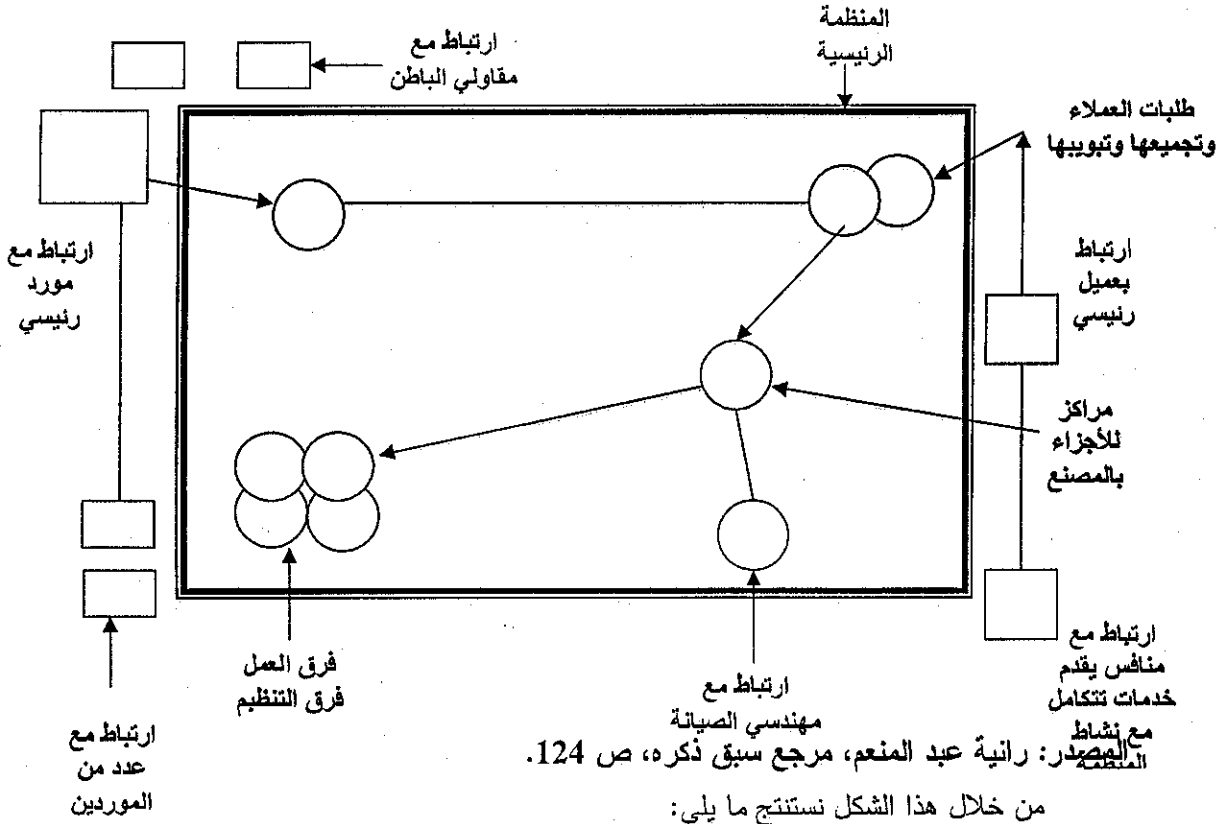 المنظمة
الرئيسية
ارتباط مع
مقاولي الباطن
طلبات العملاء
وتجميعها وتبويبها
ارتباط مع
مورد
رئيسي
ارتباط
بعميل
رئيسي
مراكز
للأجزاء
بالمصنع
فرق العمل
فرق التنظيم
ارتباط مع
مهندسي الصيانة
ارتباط مع
منافس يقدم
خدمات تتكامل
مع نشاط
المنظمة
ارتباط مع
عدد من
الموردين
المصدر: رانية عبد المنعم، مرجع سبق ذكره، ص 124.
من خلال هذا الشكل نستنتج ما يلي: